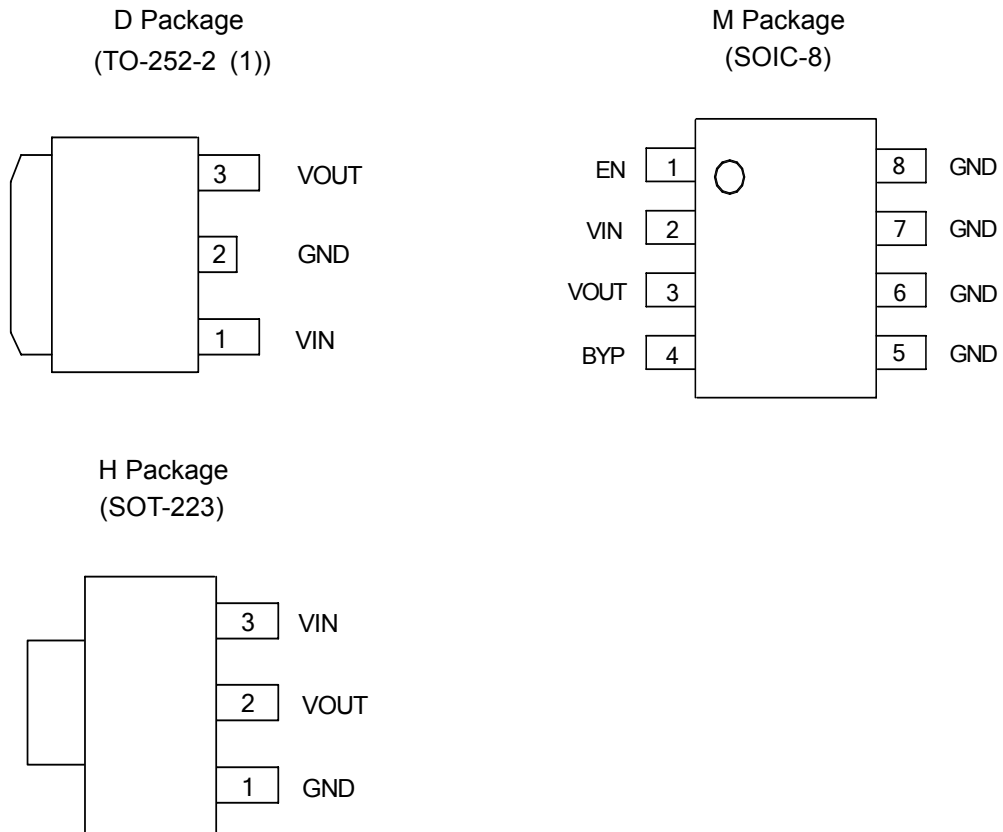 D Package
(TO-252-2 (1))
3 VOUT
2 GND
1 VIN
M Package
(SOIC-8)
EN 1 8 GND
VIN 2 7 GND
VOUT 3 6 GND
BYP 4 5 GND
H Package
(SOT-223)
3 VIN
2 VOUT
1 GND